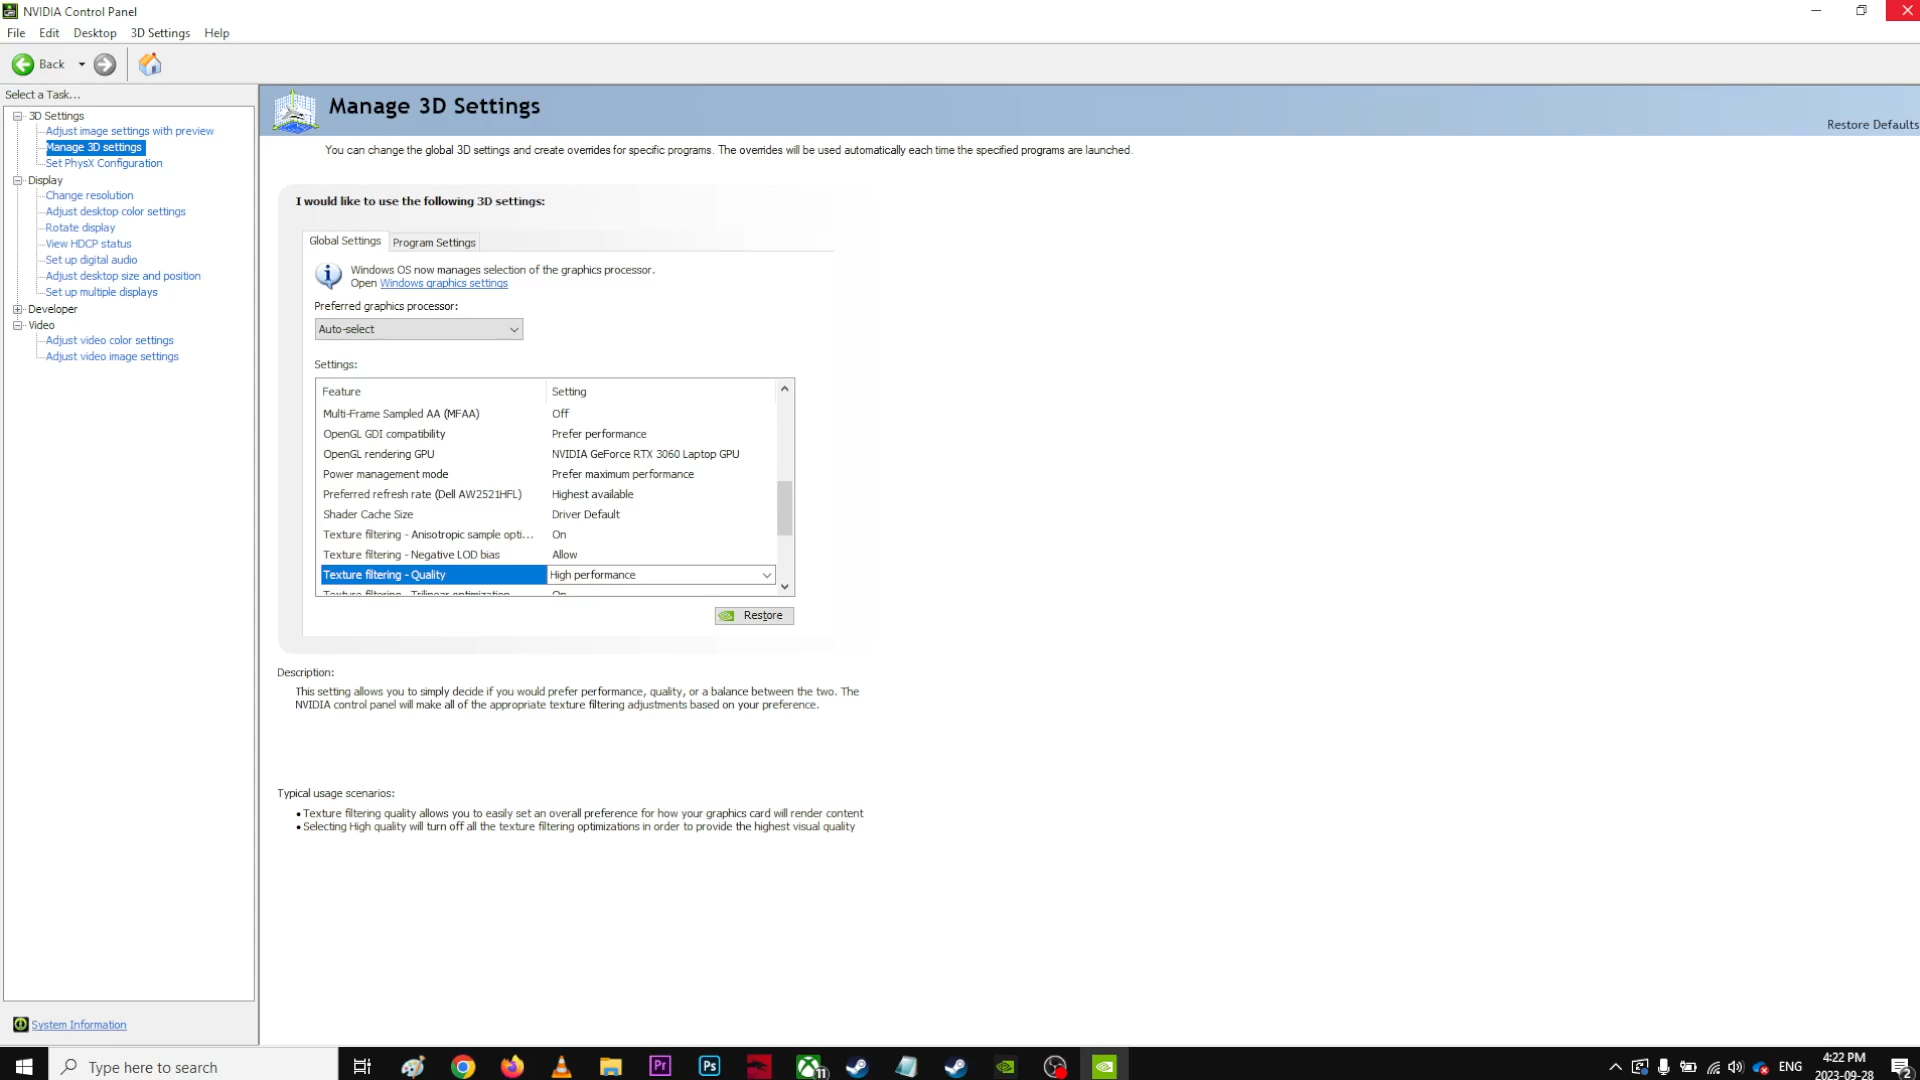 NVIDIA Control Panel
File Edit Desktop 3D Settings Help
Back
Select a Task...
3D Settings
Adjust image settings with preview
Manage 3D settings
Set PhysX Configuration
Display
Change resolution
Adjust desktop color settings
Rotate display
View HDCP status
Set up digital audio
Adjust desktop size and position
Set up multiple displays
Developer
Video
Adjust video color settings
Adjust video image settings
System Information
Manage 3D Settings
Restore Defaults
You can change the global 3D settings and create overrides for specific programs. The overrides will be used automatically each time the specified programs are launched.
I would like to use the following 3D settings:
Global Settings Program Settings
Windows OS now manages selection of the graphics processor.
Open Windows graphics settings
Preferred graphics processor:
Auto-select
Settings:
Feature Setting
Multi-Frame Sampled AA (MFAA) Off
OpenGL GDI compatibility Prefer performance
OpenGL rendering GPU NVIDIA GeForce RTX 3060 Laptop GPU
Power management mode Prefer maximum performance
Preferred refresh rate (Dell AW2521HFL) Highest available
Shader Cache Size Driver Default
Texture filtering - Anisotropic sample opti... On
Texture filtering - Negative LOD bias Allow
Texture filtering - Quality High performance
Texture filtering - Trilinear optimization On
Restore
Description:
This setting allows you to simply decide if you would prefer performance, quality, or a balance between the two. The
NVIDIA control panel will make all of the appropriate texture filtering adjustments based on your preference.
Typical usage scenarios:
• Texture filtering quality allows you to easily set an overall preference for how your graphics card will render content
• Selecting High quality will turn off all the texture filtering optimizations in order to provide the highest visual quality
Type here to search
Pr
Ps
11
ENG
4:22 PM
2023-09-28
2